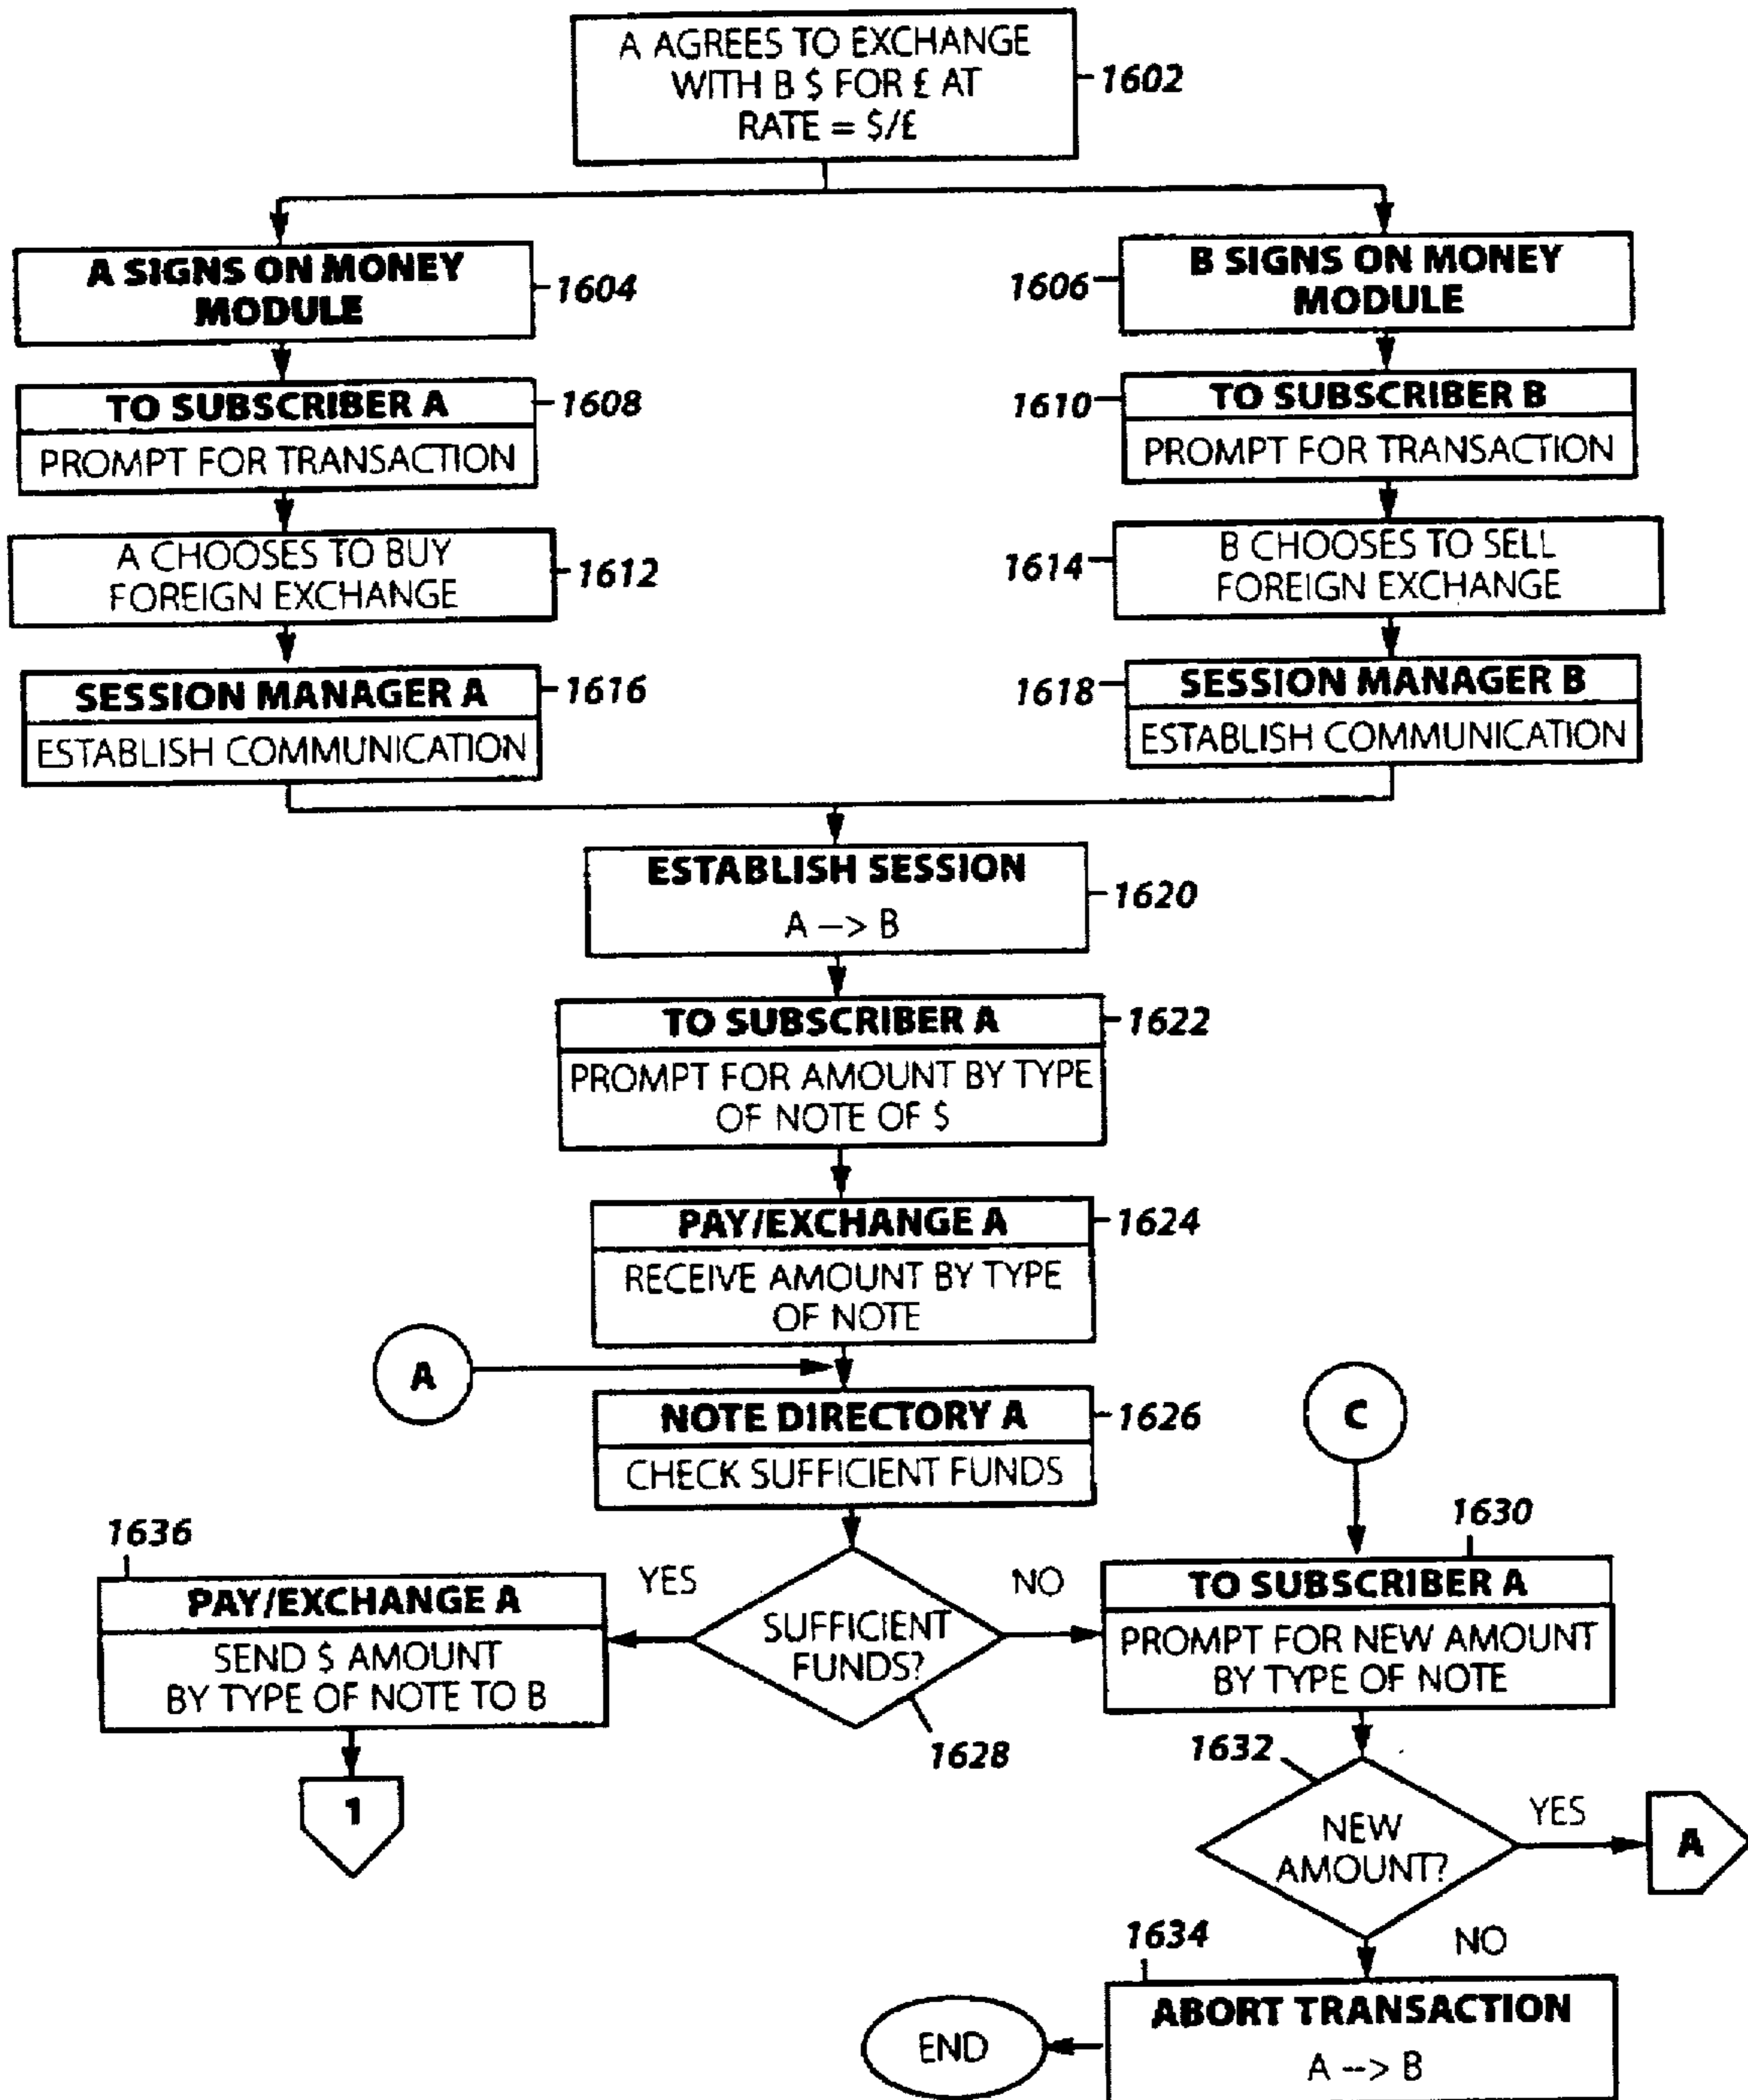 A AGREES TO EXCHANGE
WITH B $ FOR £ AT
RATE = $/£
1602
A SIGNS ON MONEY
MODULE
1604
B SIGNS ON MONEY
MODULE
1606
TO SUBSCRIBER A
1608
PROMPT FOR TRANSACTION
TO SUBSCRIBER B
1610
PROMPT FOR TRANSACTION
A CHOOSES TO BUY
FOREIGN EXCHANGE
1612
B CHOOSES TO SELL
FOREIGN EXCHANGE
1614
SESSION MANAGER A
1616
ESTABLISH COMMUNICATION
SESSION MANAGER B
1618
ESTABLISH COMMUNICATION
ESTABLISH SESSION
A --> B
1620
TO SUBSCRIBER A
1622
PROMPT FOR AMOUNT BY TYPE
OF NOTE OF $
PAY/EXCHANGE A
1624
RECEIVE AMOUNT BY TYPE
OF NOTE
A
NOTE DIRECTORY A
1626
CHECK SUFFICIENT FUNDS
C
1636
PAY/EXCHANGE A
SEND $ AMOUNT
BY TYPE OF NOTE TO B
1
YES
SUFFICIENT
FUNDS?
NO
1628
1630
TO SUBSCRIBER A
PROMPT FOR NEW AMOUNT
BY TYPE OF NOTE
1632
NEW
AMOUNT?
YES
A
NO
1634
ABORT TRANSACTION
A --> B
END